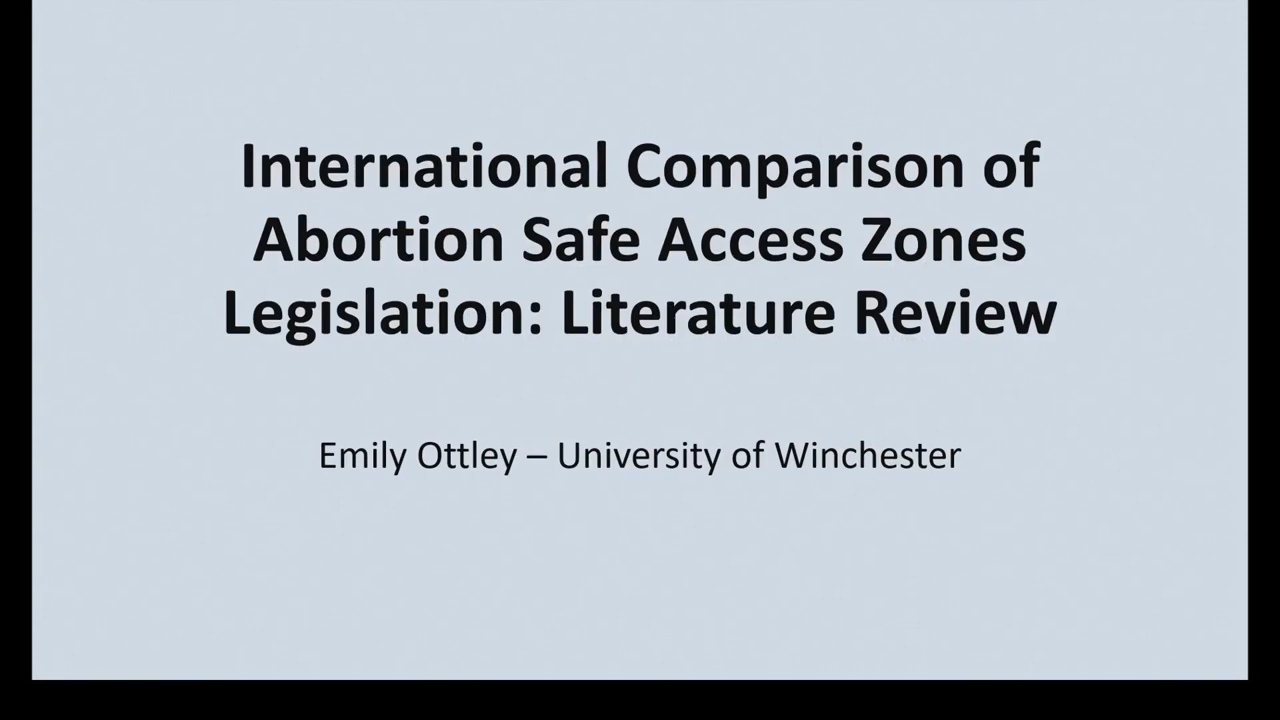 International Comparison of
Abortion Safe Access Zones
Legislation: Literature Review
Emily Ottley – University of Winchester